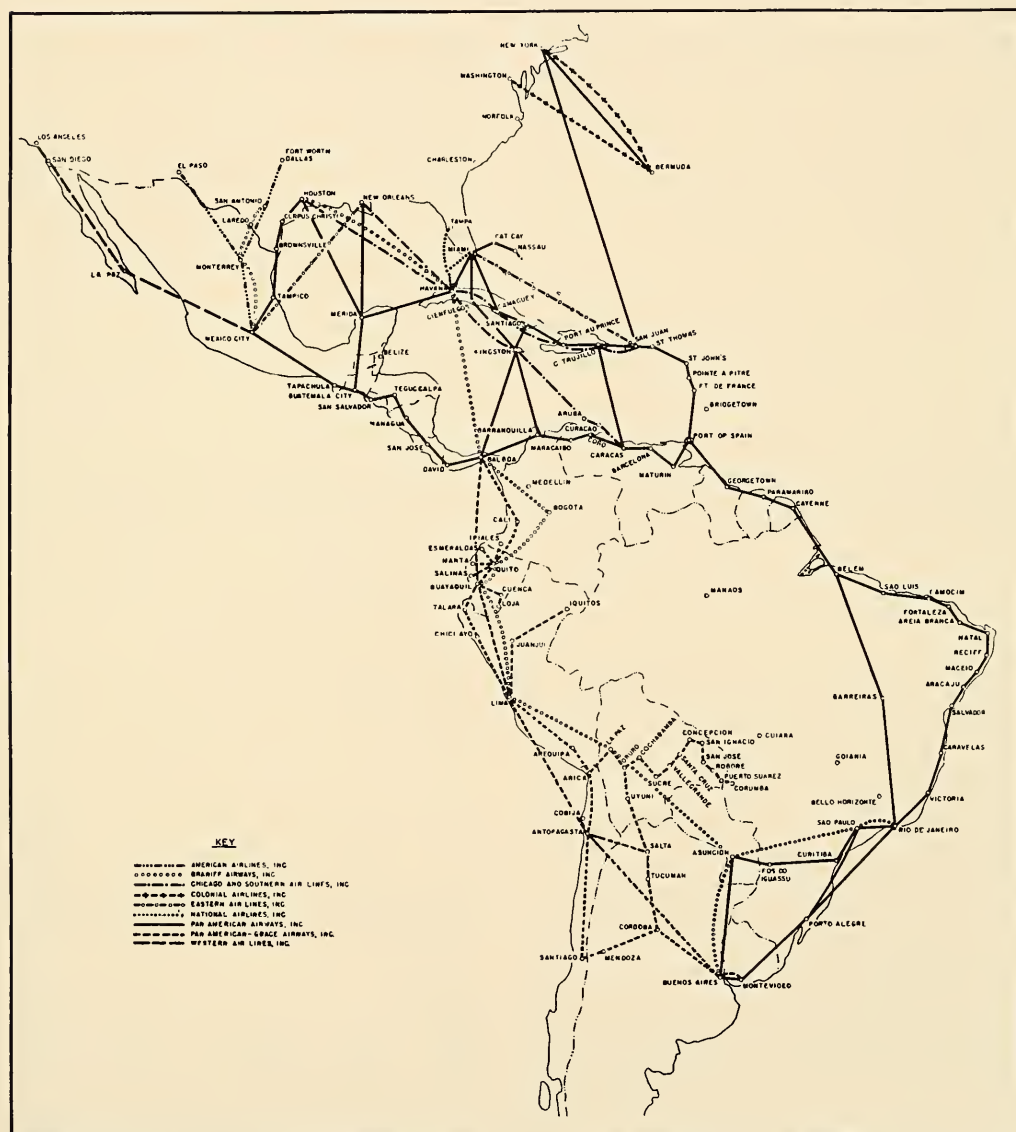 NEW YORK
WASHINGTON
NORFOLK
CHARLESTON
BERMUDA
LOS ANGELES
SAN DIEGO
EL PASO
FORT WORTH
DALLAS
SAN ANTONIO
HOUSTON
NEW ORLEANS
LAREDO
CORPUS CHRISTI
TAMPA
BROWNSVILLE
MIAMI
CAT CAY
NASSAU
MONTERREY
LA PAZ
TAMPICO
HAVENA
CIENFUEGOS
CAMAGUEY
MERIDA
SANTIAGO
PORT AU PRINCE
SAN JUAN
ST THOMAS
MEXICO CITY
KINGSTON
C. TRUJILLO
BELIZE
ST JOHN'S
POINTE A PITRE
FT. DE FRANCE
TAPACHULA
GUATEMALA CITY
SAN SALVADOR
TEGUCGALPA
BRIDGETOWN
MANAGUA
ARUBA
CURACAO
BARRANQUILLA
CORO
SAN JOSE
MARACAIBO
CARACAS
PORT OF SPAIN
DAVID
BALBOA
BARCELONA
MATURIN
MEDELLIN
GEORGETOWN
PARAMARIBO
CAYENNE
BOGOTA
CALI
IPIALES
ESMERALDAS
MANTA
QUITO
SALINAS
GUAYAQUIL
CUENCA
LOJA
TALARA
IQUITOS
CHICLAYO
JUANJUI
MANAOS
BELEM
SAO LUIS
CAMOCIM
FORTALEZA
AREIA BRANCA
NATAL
RECIFF
MACEIO
ARACAJU
SALVADOR
BARREIRAS
LIMA
AREQUIPA
LA PAZ
ORURO
COCHABAMBA
CONCEPCION
SAN IGNACIO
CUIABA
CARAVELAS
ARICA
SAN JOSÉ
ROBORE
GOIANIA
SUCRE
SANTA CRUZ
VALLEGRANDE
PUERTO SUAREZ
CORUMBA
UYUNI
BELLO HORIZONTE
VICTORIA
COBIJA
ANTOFAGASTA
SAO PAULO
RIO DE JANEIRO
SALTA
ASUNCION
CURITIBA
TUCUMAN
FOS DO
IGUASSU
CORDOBA
PORTO ALEGRE
SANTIAGO
MENDOZA
BUENOS AIRES
MONTEVIDEO
KEY
AMERICAN AIRLINES, INC
BRANIFF AIRWAYS, INC
CHICAGO AND SOUTHERN AIR LINES, INC
COLONIAL AIRLINES, INC
EASTERN AIR LINES, INC
NATIONAL AIRLINES, INC
PAN AMERICAN AIRWAYS, INC
PAN AMERICAN-GRACE AIRWAYS, INC.
WESTERN AIR LINES, INC.